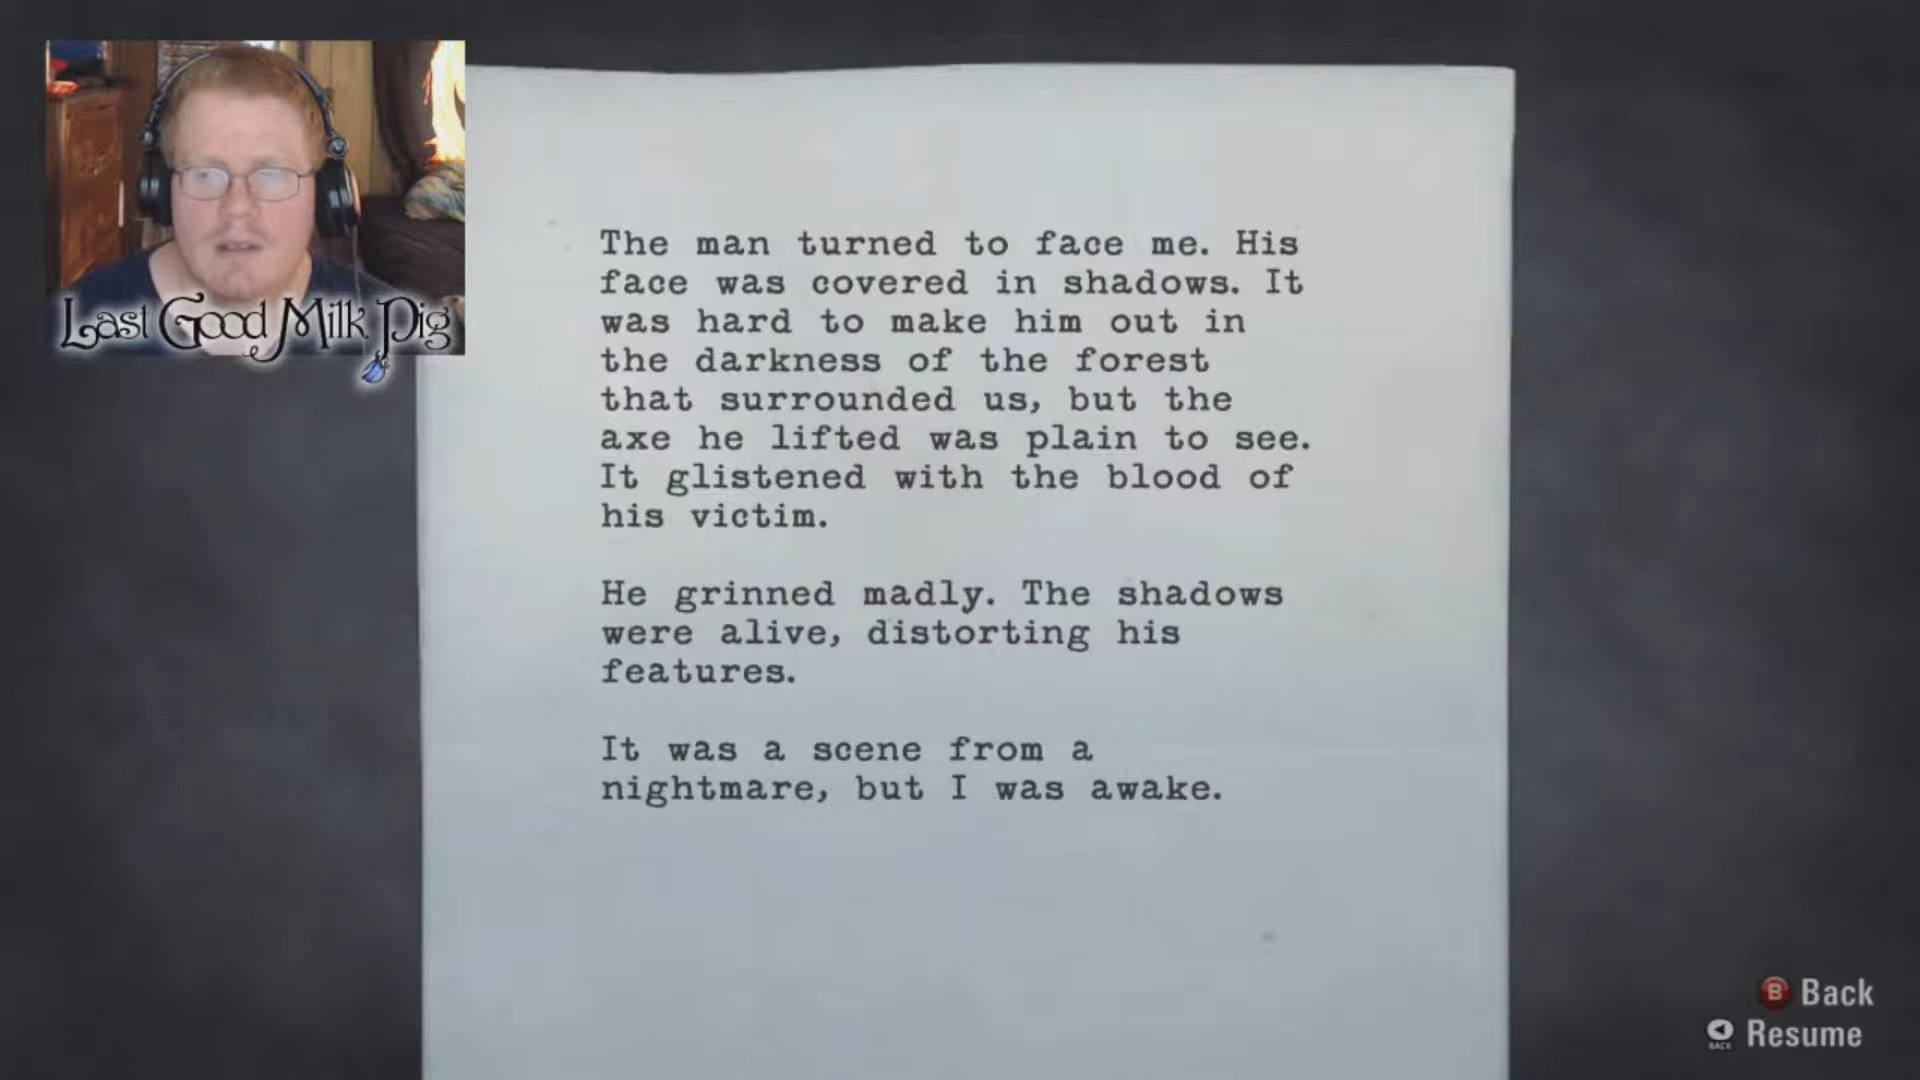 Last Good Milk Pig
The man turned to face me. His
face was covered in shadows. It
was hard to make him out in
the darkness of the forest
that surrounded us, but the
axe he lifted was plain to see.
It glistened with the blood of
his victim.
He grinned madly. The shadows
were alive, distorting his
features.
It was a scene from a
nightmare, but I was awake.
B Back
BACK Resume